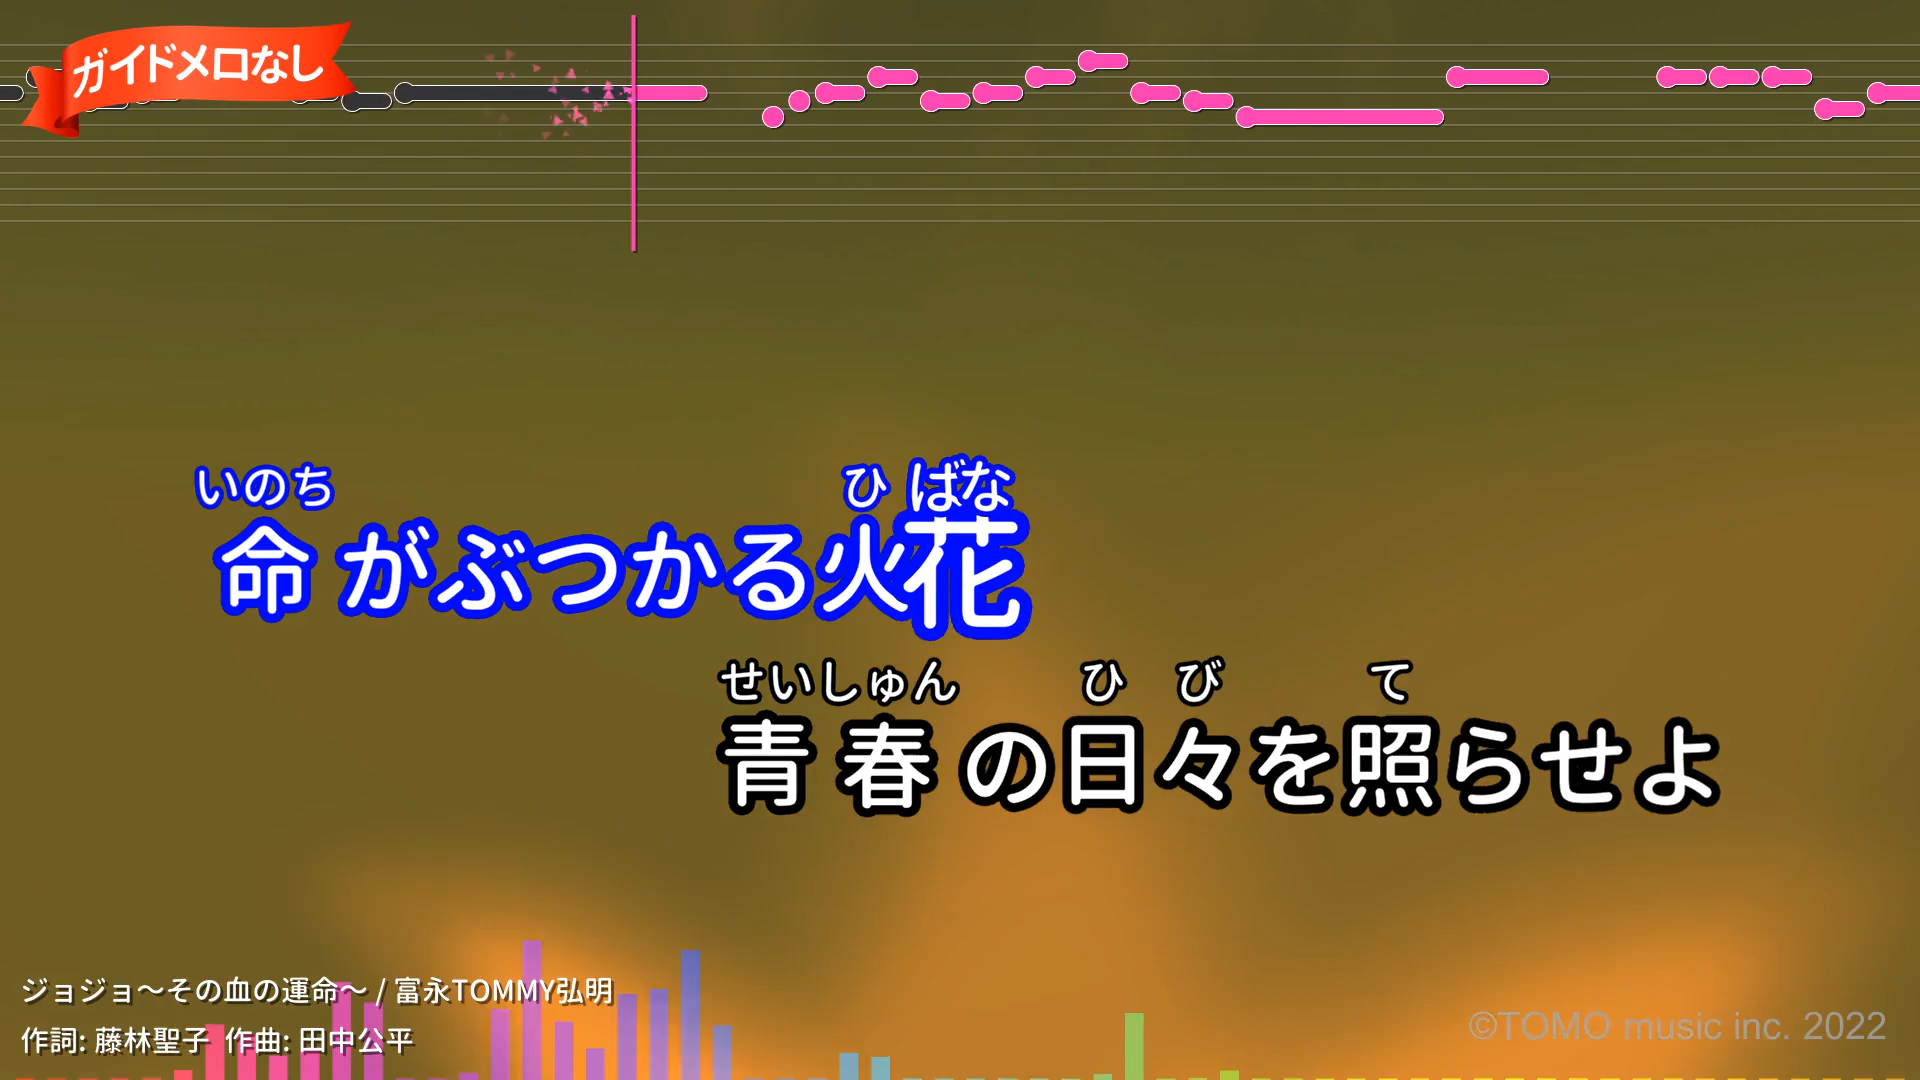 ガイドメロなし
いのち ひ ばな
命がぶつかる火花
せいしゅん ひ び て
青春の日々を照らせよ
ジョジョ〜その血の運命〜 / 富永TOMMY弘明
作詞: 藤林聖子 作曲: 田中公平
©TOMO music inc. 2022